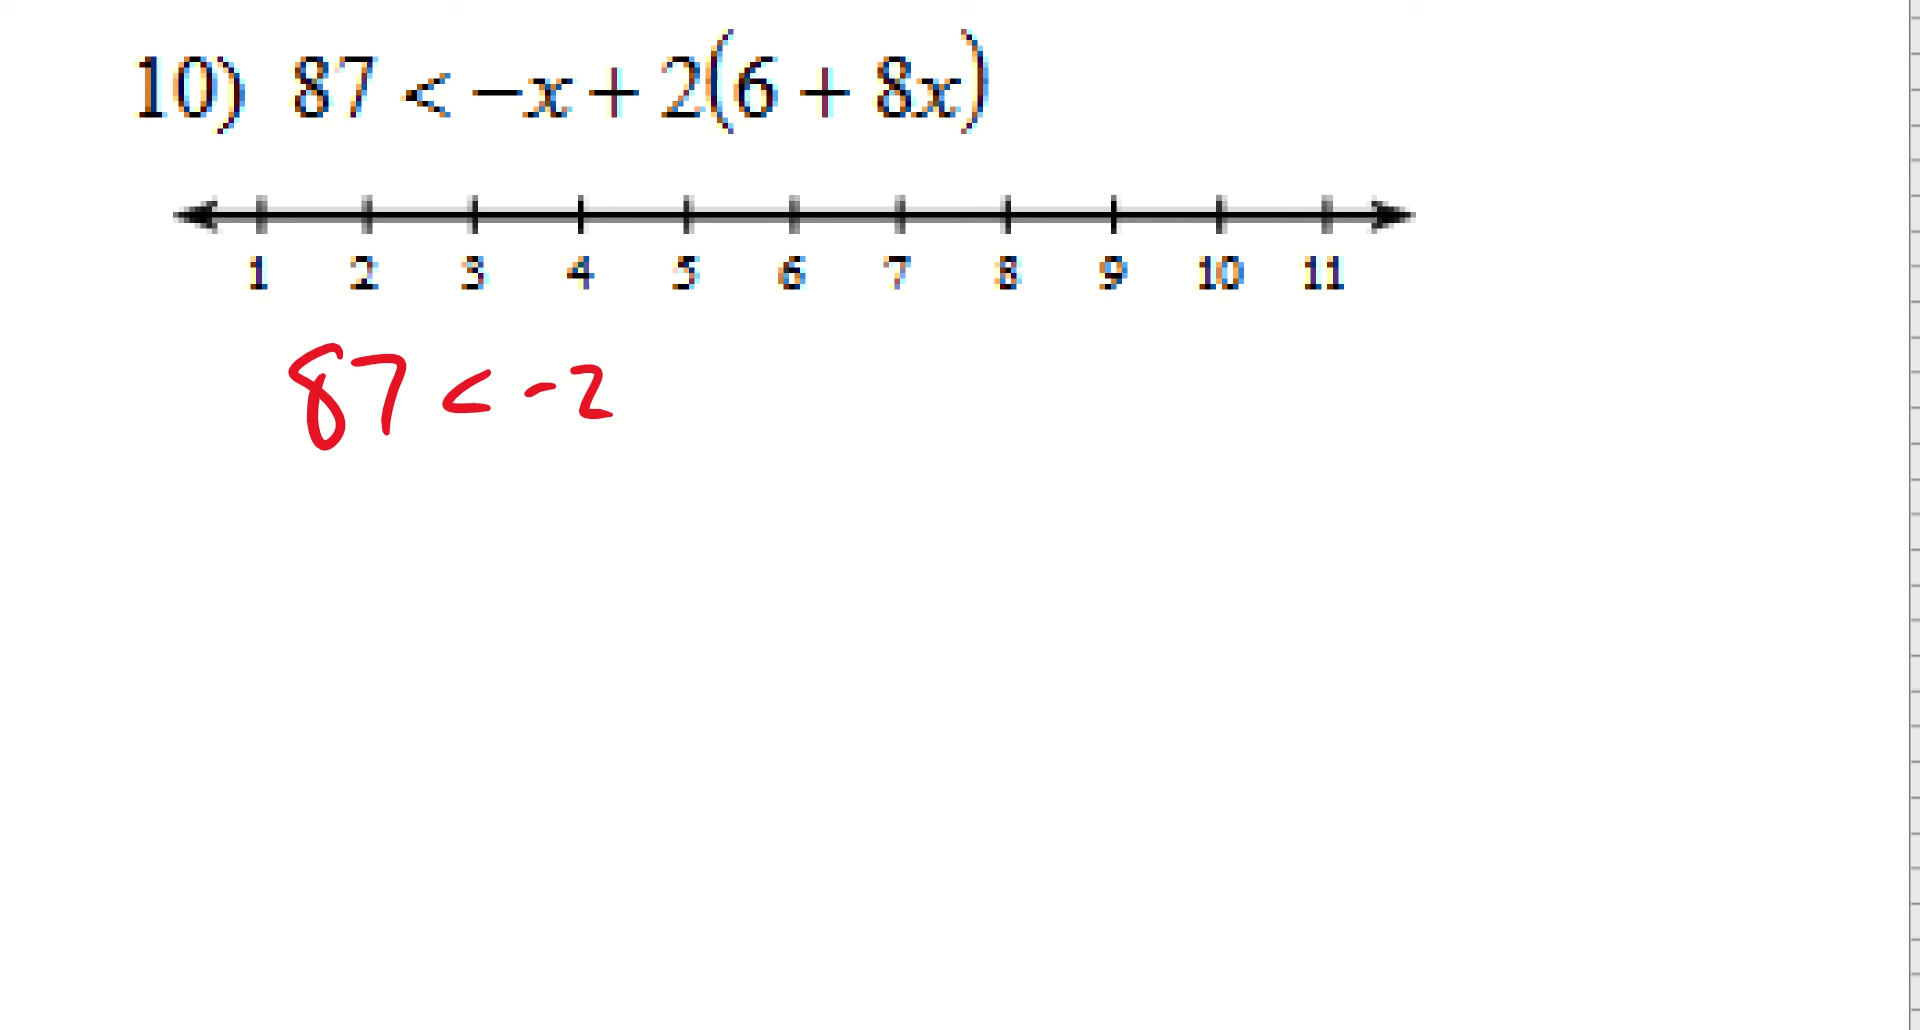 10) 87 < −x + 2(6 + 8x)
1 2 3 4 5 6 7 8 9 10 11
87 < -2